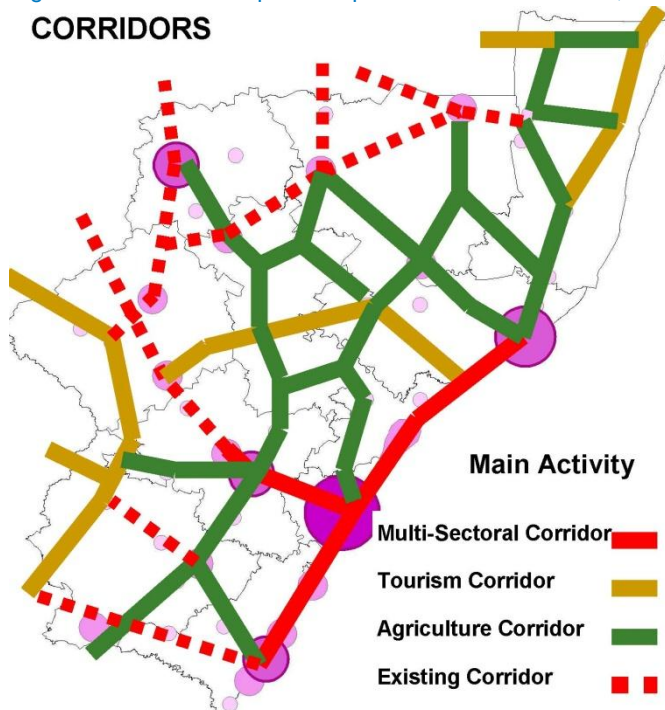 CORRIDORS
Main Activity
Multi-Sectoral Corridor
Tourism Corridor
Agriculture Corridor
Existing Corridor